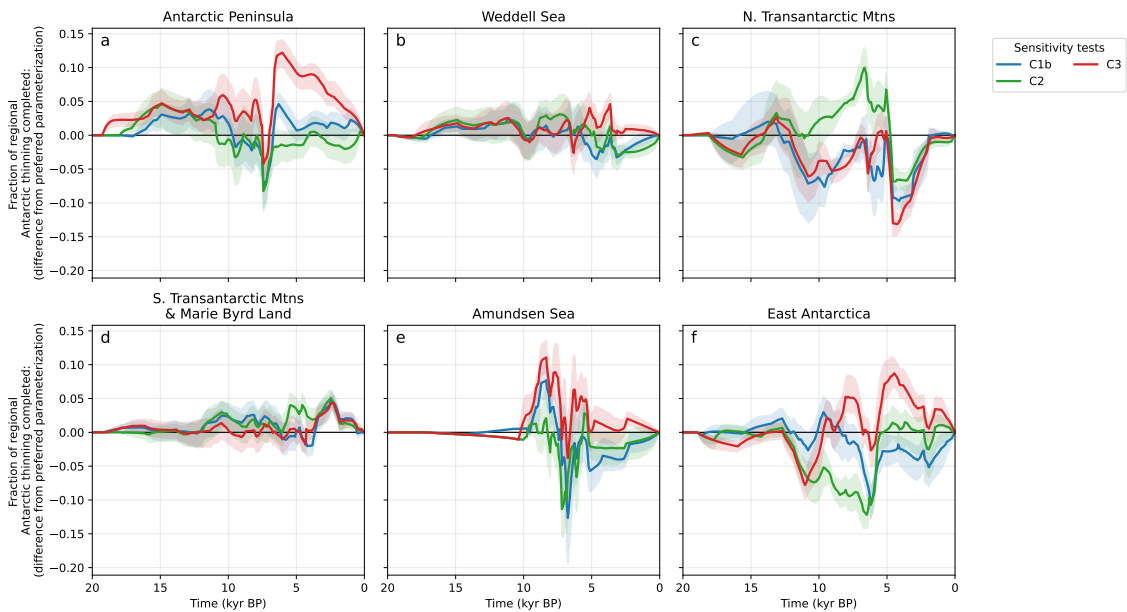 Antarctic Peninsula
Weddell Sea
N. Transantarctic Mtns
a
b
c
Sensitivity tests
C1b
C3
C2
0.15
0.10
0.05
0.00
−0.05
−0.10
−0.15
−0.20
Fraction of regional
Antarctic thinning completed:
(difference from preferred parameterization)
S. Transantarctic Mtns
& Marie Byrd Land
Amundsen Sea
East Antarctica
d
e
f
0.15
0.10
0.05
0.00
−0.05
−0.10
−0.15
−0.20
Fraction of regional
Antarctic thinning completed:
(difference from preferred parameterization)
20 15 10 5 0
20 15 10 5 0
20 15 10 5 0
Time (kyr BP)
Time (kyr BP)
Time (kyr BP)